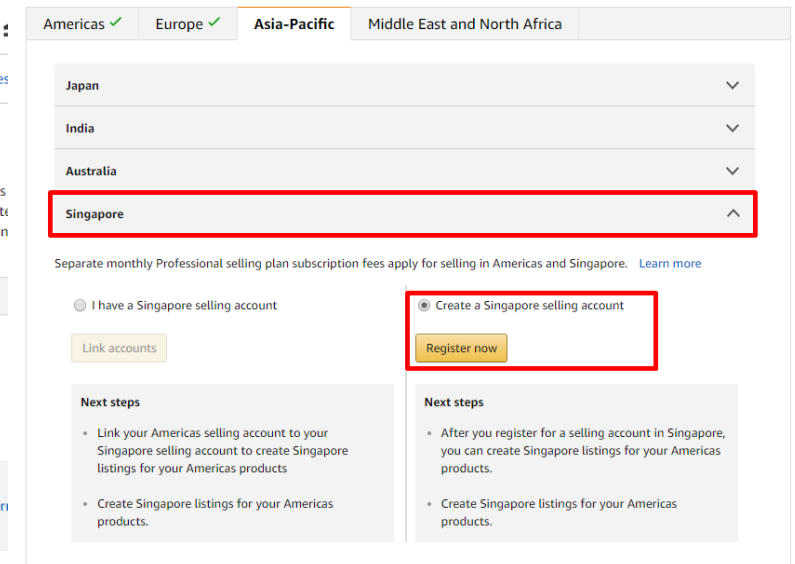 Americas Europe Asia-Pacific Middle East and North Africa
Japan
India
Australia
Singapore
Separate monthly Professional selling plan subscription fees apply for selling in Americas and Singapore. Learn more
I have a Singapore selling account
Link accounts
Create a Singapore selling account
Register now
Next steps
• Link your Americas selling account to your
Singapore selling account to create Singapore
listings for your Americas products
• Create Singapore listings for your Americas
products.
Next steps
• After you register for a selling account in Singapore,
you can create Singapore listings for your Americas
products.
• Create Singapore listings for your Americas
products.